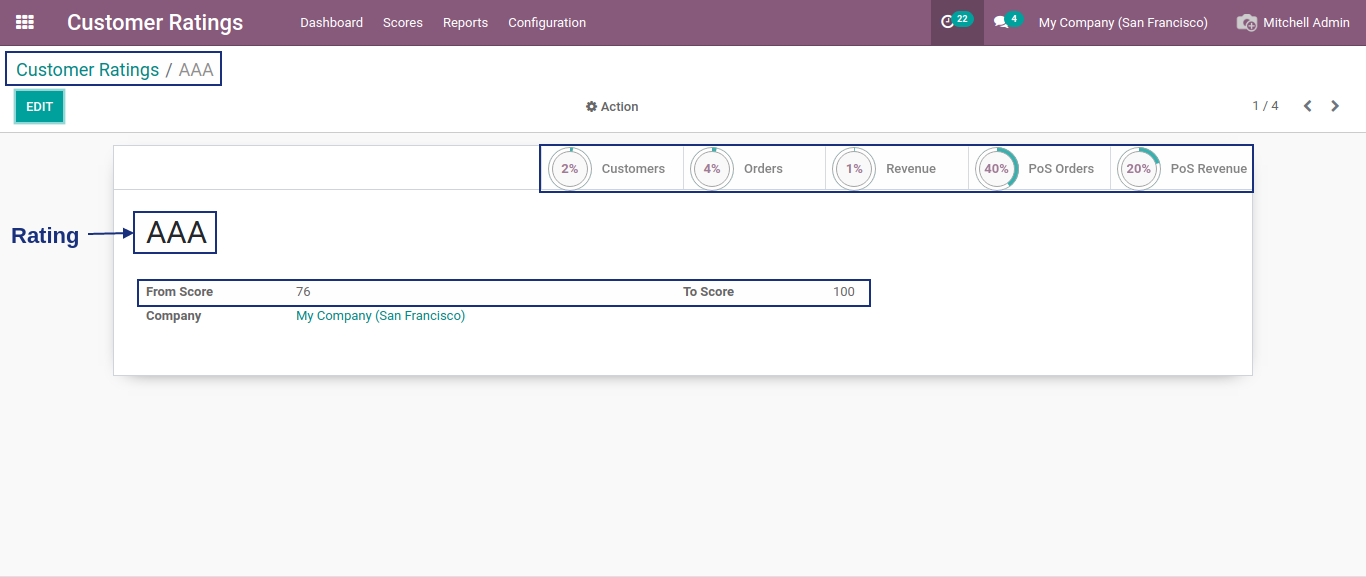 Customer Ratings Dashboard Scores Reports Configuration 22 4 My Company (San Francisco) Mitchell Admin
Customer Ratings / AAA
EDIT Action 1 / 4
2% Customers 4% Orders 1% Revenue 40% PoS Orders 20% PoS Revenue
Rating AAA
From Score 76 To Score 100
Company My Company (San Francisco)